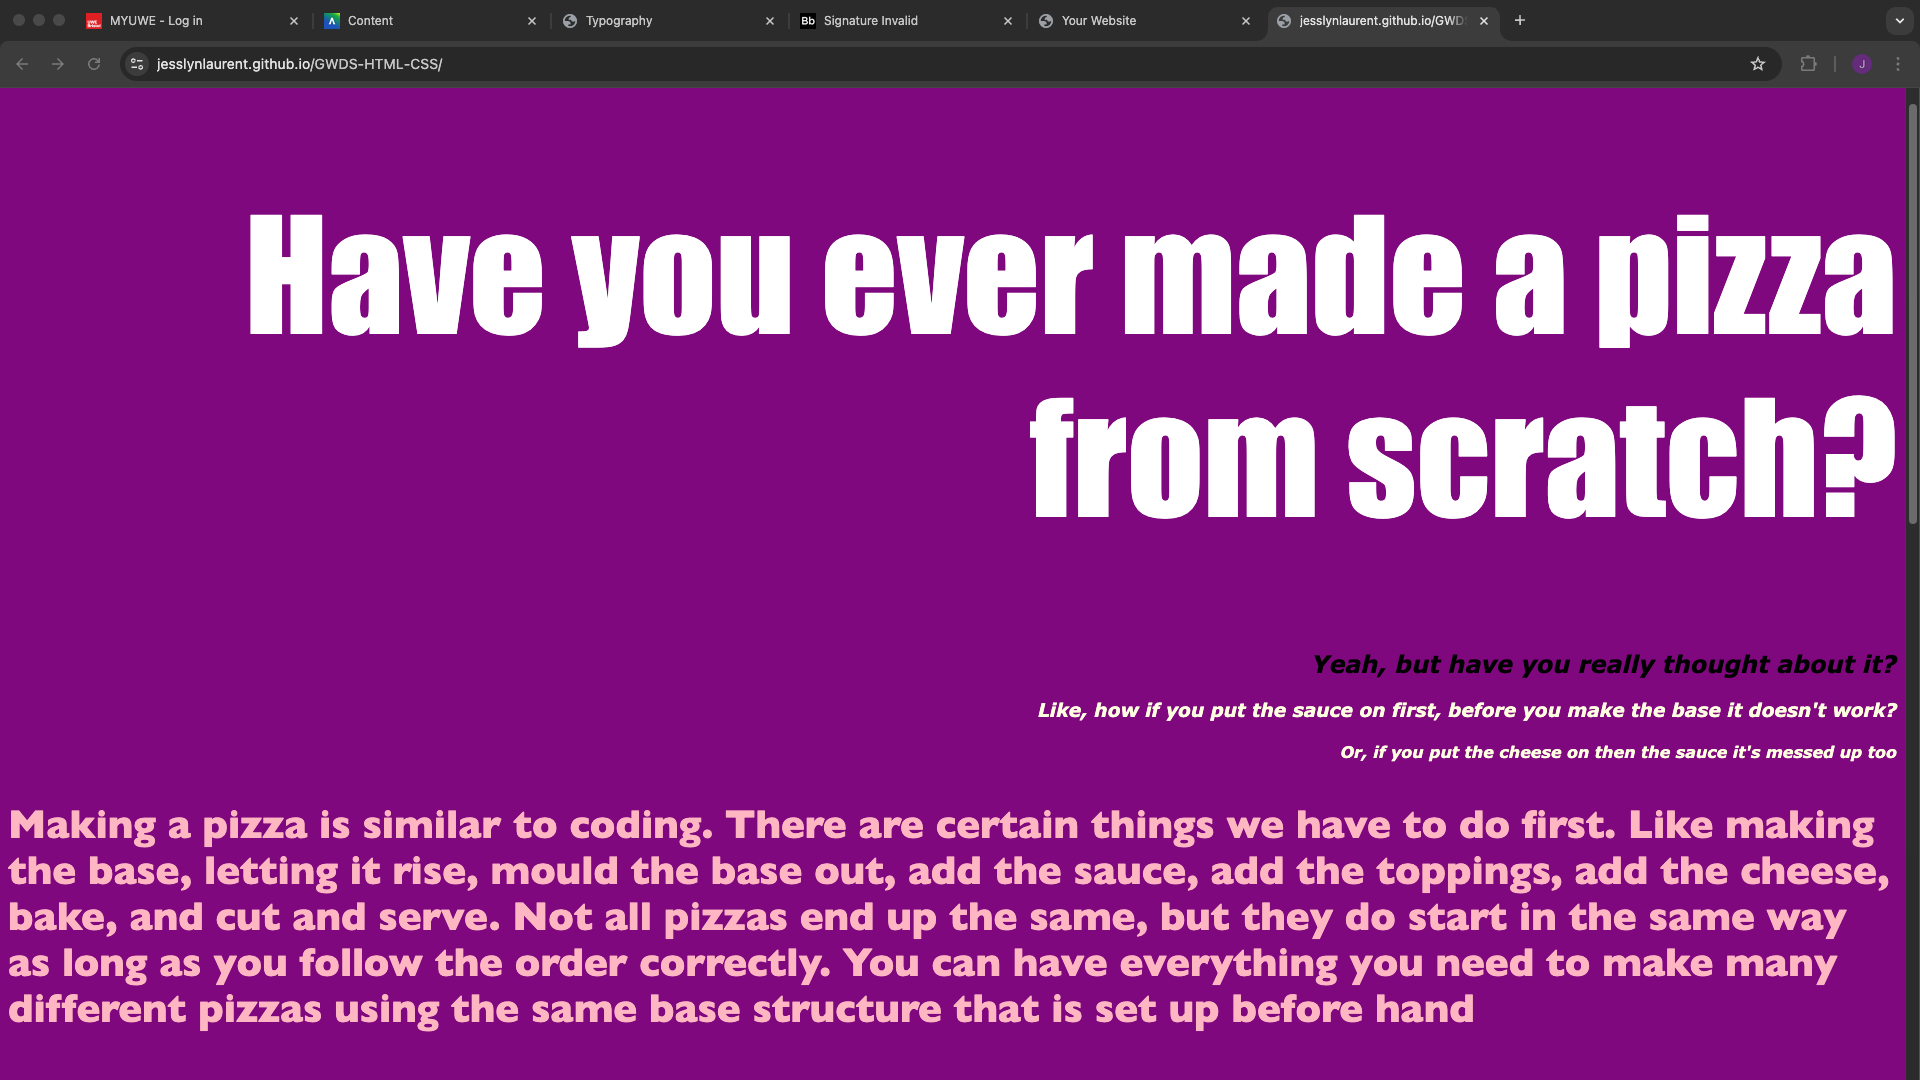 MYUWE - Log in
Content
Typography
Bb
Signature Invalid
Your Website
jesslynlaurent.github.io/GWD
jesslynlaurent.github.io/GWDS-HTML-CSS/
J
Have you ever made a pizza
from scratch?
Yeah, but have you really thought about it?
Like, how if you put the sauce on first, before you make the base it doesn't work?
Or, if you put the cheese on then the sauce it's messed up too
Making a pizza is similar to coding. There are certain things we have to do first. Like making
the base, letting it rise, mould the base out, add the sauce, add the toppings, add the cheese,
bake, and cut and serve. Not all pizzas end up the same, but they do start in the same way
as long as you follow the order correctly. You can have everything you need to make many
different pizzas using the same base structure that is set up before hand